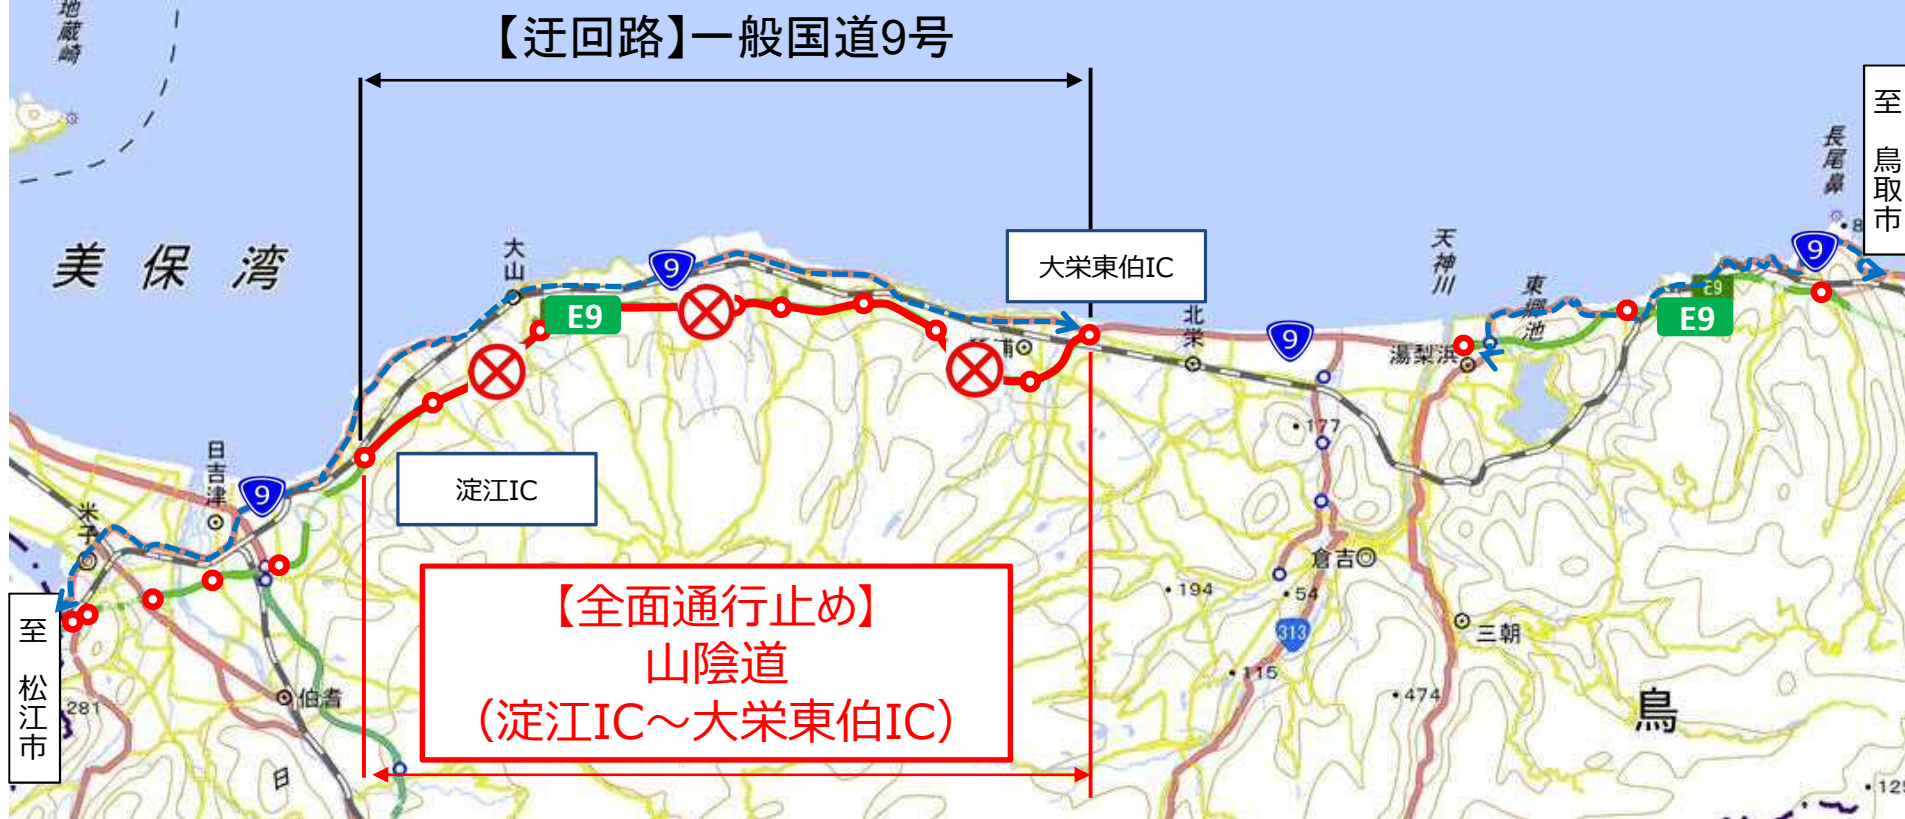 【迂回路】一般国道9号
地蔵崎
至 鳥取市
長尾鼻
美保湾
大山
9
E9
大栄東伯IC
北栄
9
天神川
東郷池
湯梨浜
E9
E9
9
淀江IC
日吉津
9
米子
177
倉吉
194
54
313
三朝
115
474
鳥
至 松江市
281
伯耆
日
【全面通行止め】
山陰道
（淀江IC～大栄東伯IC）